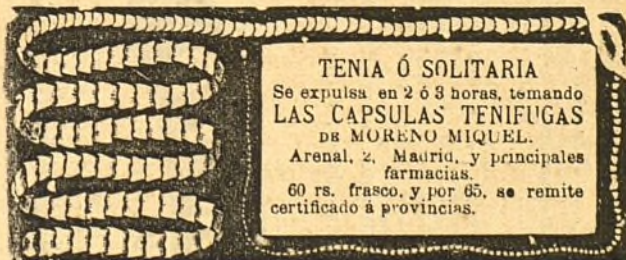 TENIA Ó SOLITARIA
Se expulsa en 2 ó 3 horas, temando
LAS CAPSULAS TENIFUGAS
DE MORENO MIQUEL.
Arenal, 2, Madrid, y principales
farmacias.
60 rs. frasco, y por 65, se remite
certificado á provincias.